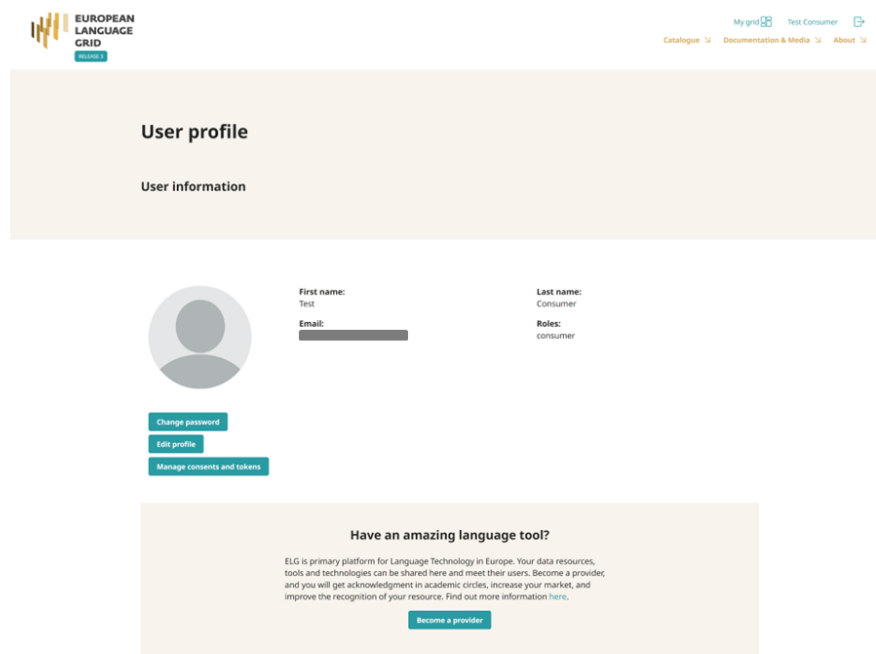 EUROPEAN
LANGUAGE
GRID
RELEASE 3
My grid Test Consumer
Catalogue Documentation & Media About
User profile
User information
First name:
Test
Last name:
Consumer
Email:
Roles:
consumer
Change password
Edit profile
Manage consents and tokens
Have an amazing language tool?
ELG is primary platform for Language Technology in Europe. Your data resources,
tools and technologies can be shared here and meet their users. Become a provider,
and you will get acknowledgment in academic circles, increase your market, and
improve the recognition of your resource. Find out more information here.
Become a provider